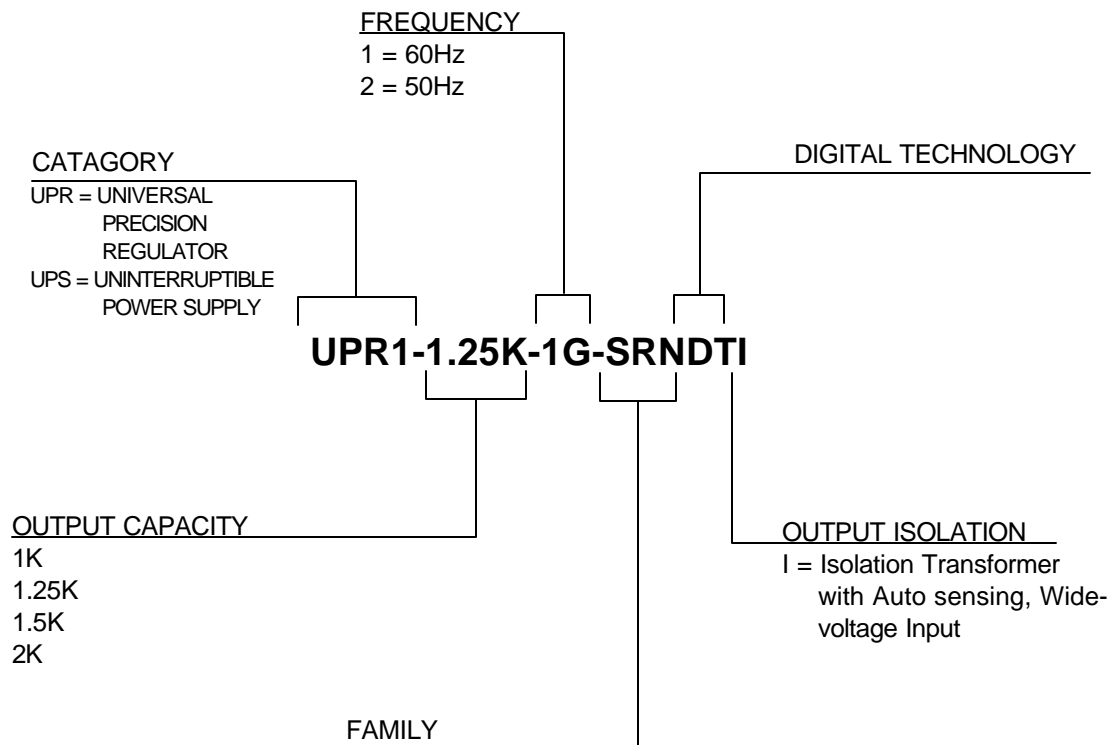 FREQUENCY
1 = 60Hz
2 = 50Hz
CATAGORY
UPR = UNIVERSAL
PRECISION
REGULATOR
UPS = UNINTERRUPTIBLE
POWER SUPPLY
DIGITAL TECHNOLOGY
UPR1-1.25K-1G-SRNDTI
OUTPUT CAPACITY
1K
1.25K
1.5K
2K
OUTPUT ISOLATION
I = Isolation Transformer
with Auto sensing, Wide-
voltage Input
FAMILY